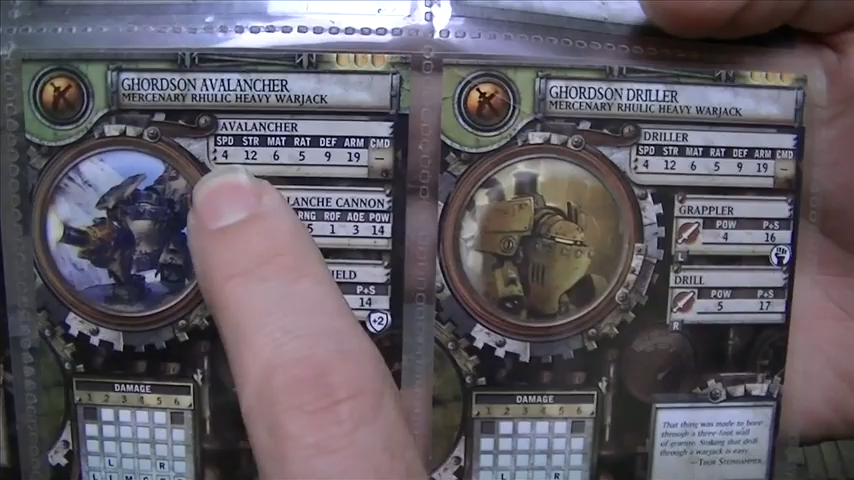 GHORDSON AVALANCHER
MERCENARY RHULIC HEAVY WARJACK
AVALANCHER
SPD STR MAT RAT DEF ARM CMD
4 12 6 5 9 19 –
CANNON
ROF AOE POW
5 1 3 14
P+S
14
+2
DAMAGE
1 2 3 4 5 6
L R
GHORDSON DRILLER
MERCENARY RHULIC HEAVY WARJACK
DRILLER
SPD STR MAT RAT DEF ARM CMD
4 12 6 5 9 19 –
GRAPPLER
POW P+S
4 16
L
DRILL
POW P+S
5 17
R
DAMAGE
1 2 3 4 5 6
L R
That thing was made to bore
through a three-foot wall
of granite. Sinking that drill
through a warjack is easy.
—Thor Steinhammer